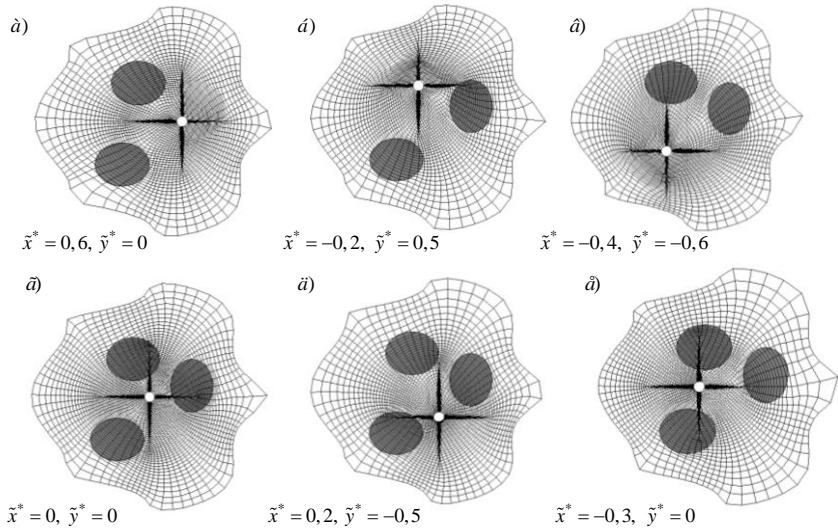 à) á) â)
x̃* = 0,6, ỹ* = 0 x̃* = −0,2, ỹ* = 0,5 x̃* = −0,4, ỹ* = −0,6
ã) ä) å)
x̃* = 0, ỹ* = 0 x̃* = 0,2, ỹ* = −0,5 x̃* = −0,3, ỹ* = 0